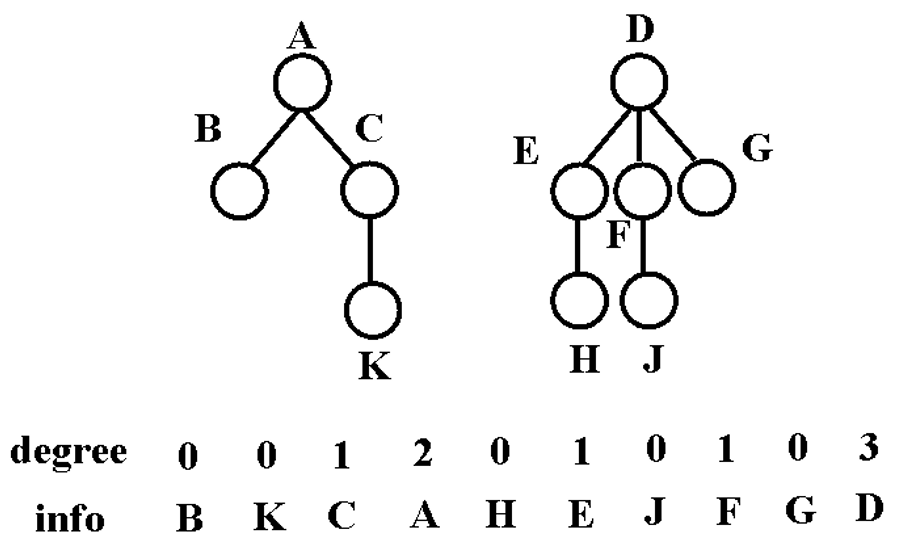 A
D
B
C
E
G
F
K
H
J
degree 0 0 1 2 0 1 0 1 0 3
info B K C A H E J F G D